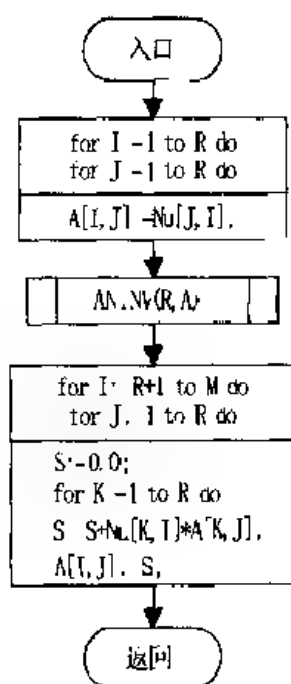 入口
for I -1 to R do
for J -1 to R do
A[I, J] -Nu[J, I].
(R, A)
for I: R+1 to M do
for J. 1 to R do
S:-0.0;
for K -1 to R do
S S+Nu[K, I]*A[K, J].
A[I, J]. S,
返回